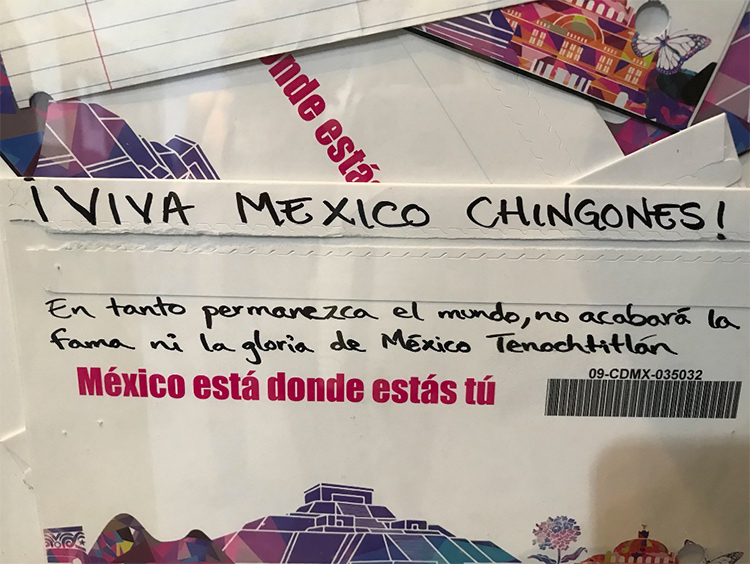 onde está
¡VIVA MEXICO CHINGONES!
En tanto permanezca el mundo, no acabará la
fama ni la gloria de México Tenochtitlán
09-CDMX-035032
México está donde estás tú